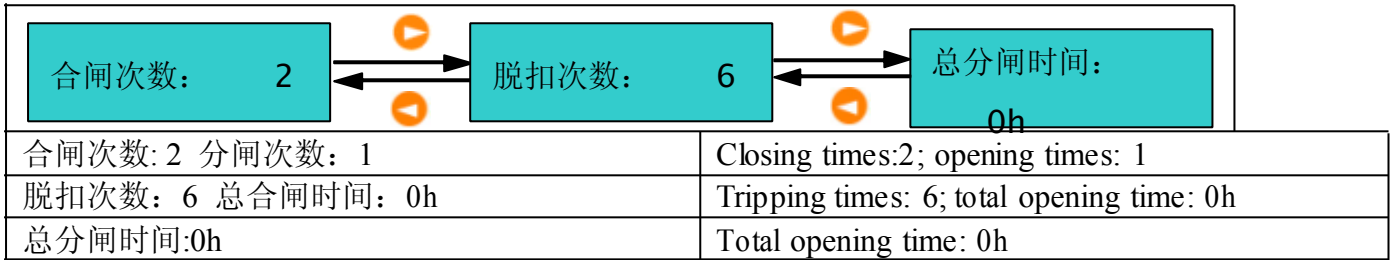 合闸次数： 2
脱扣次数： 6
总分闸时间：
0h
合闸次数: 2 分闸次数：1
Closing times:2; opening times: 1
脱扣次数：6 总合闸时间：0h
Tripping times: 6; total opening time: 0h
总分闸时间:0h
Total opening time: 0h